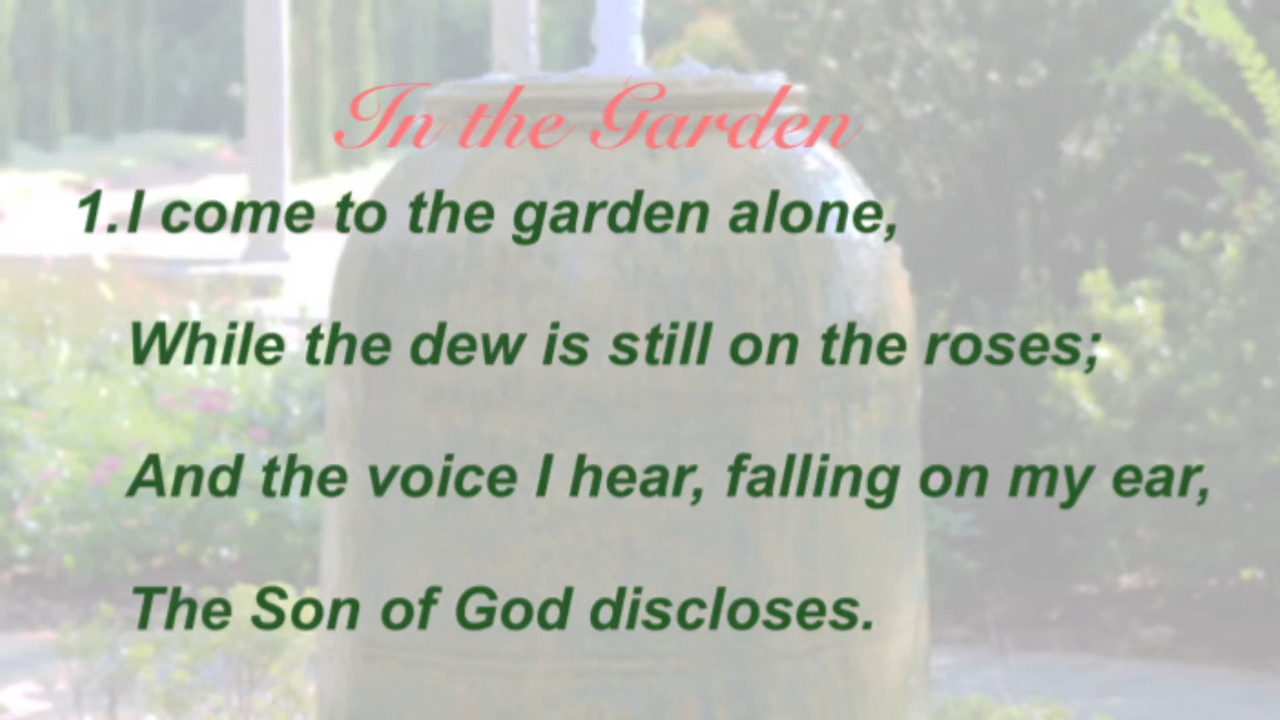 In the Garden
1. I come to the garden alone,
While the dew is still on the roses;
And the voice I hear, falling on my ear,
The Son of God discloses.